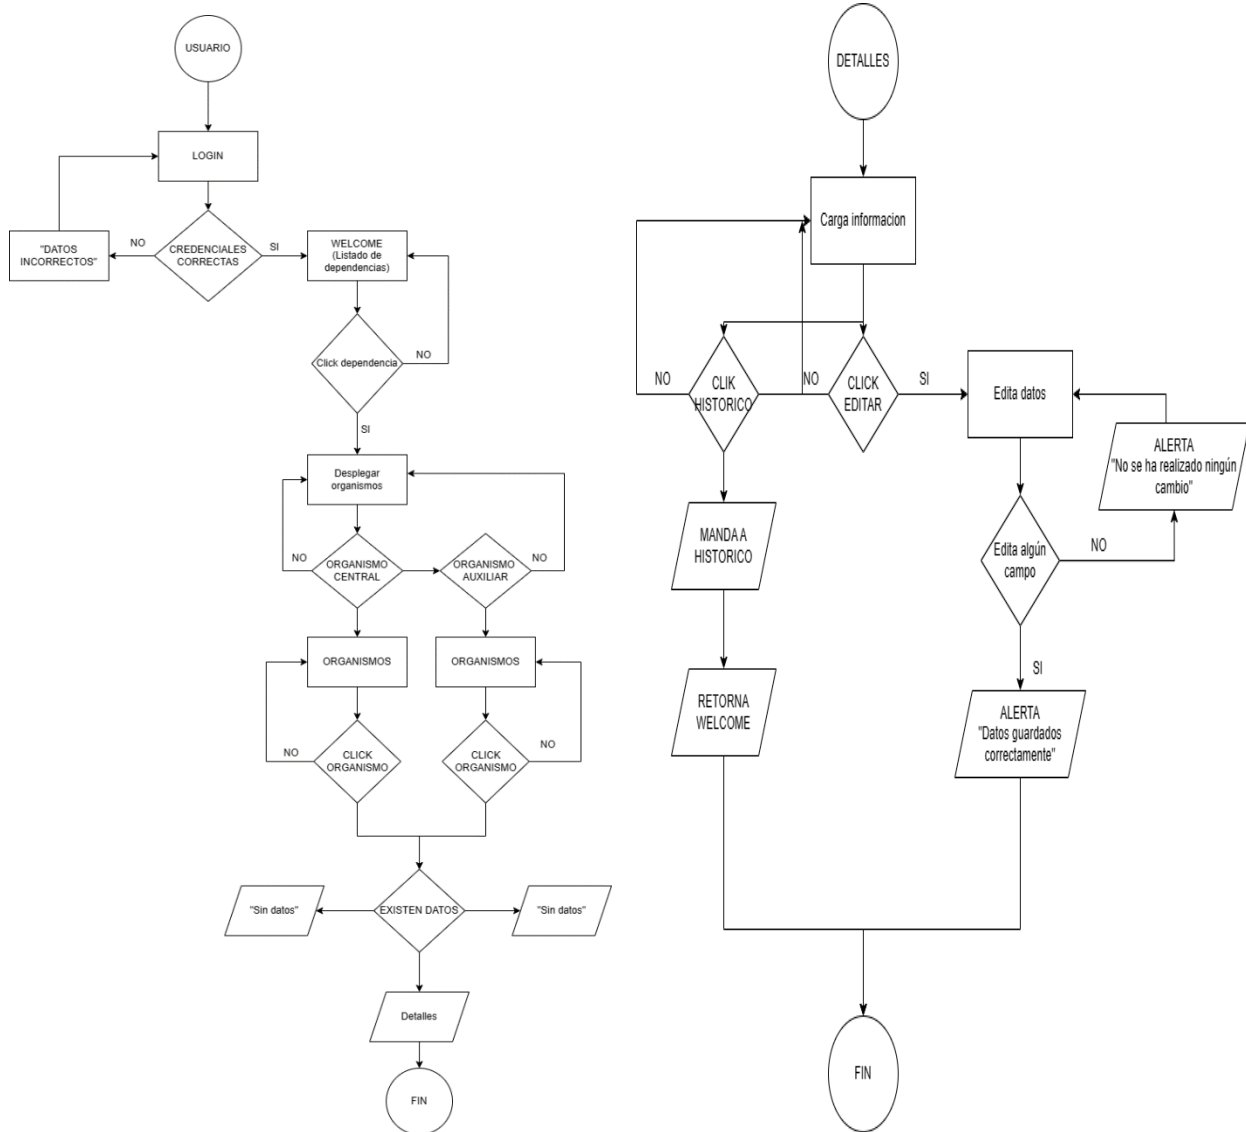 USUARIO
LOGIN
"DATOS
INCORRECTOS"
NO
CREDENCIALES
CORRECTAS
SI
WELCOME
(Listado de
dependencias)
Click dependencia
NO
SI
Desplegar
organismos
NO
ORGANISMO
CENTRAL
ORGANISMO
AUXILIAR
NO
ORGANISMOS
ORGANISMOS
NO
CLICK
ORGANISMO
CLICK
ORGANISMO
NO
"Sin datos"
EXISTEN DATOS
"Sin datos"
Detalles
FIN
DETALLES
Carga informacion
NO
CLIK
HISTORICO
NO
CLICK
EDITAR
SI
Edita datos
ALERTA
"No se ha realizado ningún
cambio"
MANDA A
HISTORICO
Edita algún
campo
NO
SI
RETORNA
WELCOME
ALERTA
"Datos guardados
correctamente"
FIN